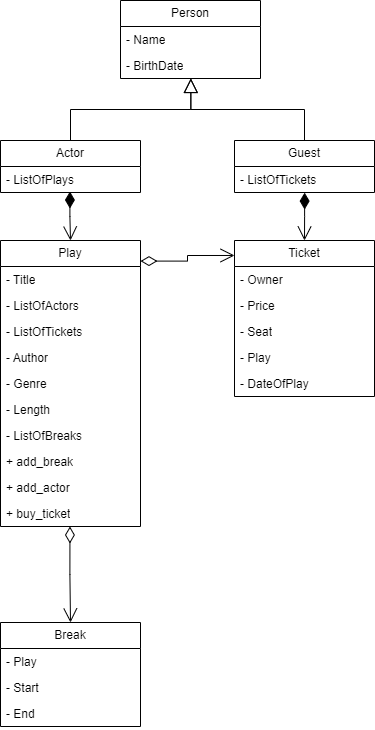 Person
- Name
- BirthDate
Actor
- ListOfPlays
Guest
- ListOfTickets
Play
- Title
- ListOfActors
- ListOfTickets
- Author
- Genre
- Length
- ListOfBreaks
+ add_break
+ add_actor
+ buy_ticket
Ticket
- Owner
- Price
- Seat
- Play
- DateOfPlay
Break
- Play
- Start
- End